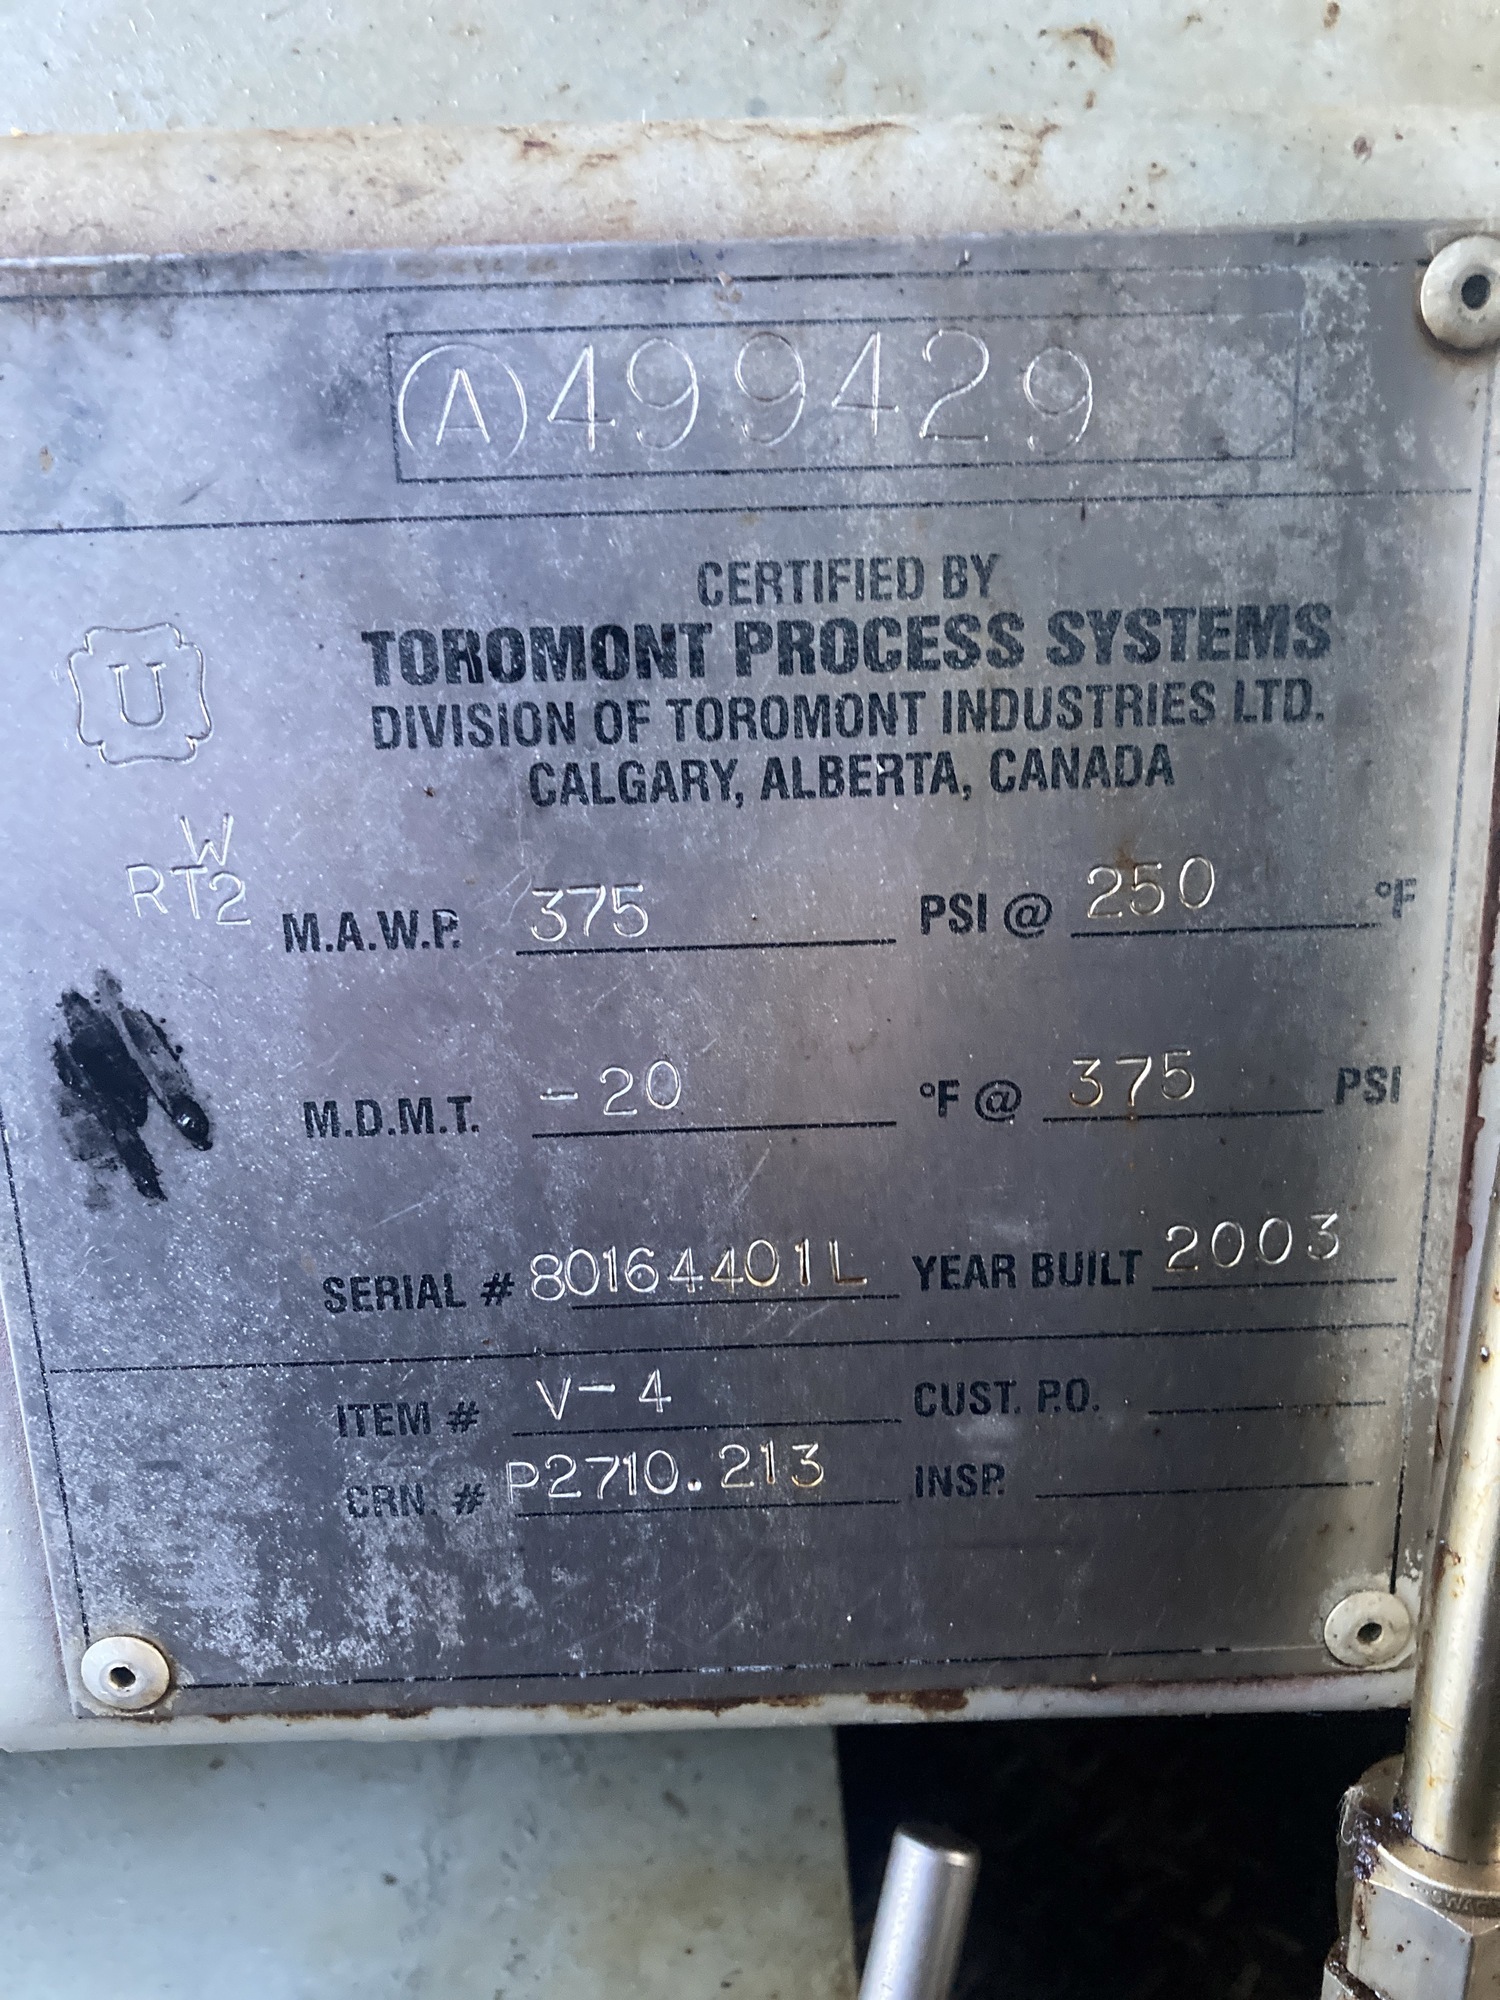 Ⓐ499429
CERTIFIED BY
TOROMONT PROCESS SYSTEMS
DIVISION OF TOROMONT INDUSTRIES LTD.
CALGARY, ALBERTA, CANADA
U
W
RT2
M.A.W.P. 375 PSI @ 250 °F
M.D.M.T. -20 °F @ 375 PSI
SERIAL # 80164401L YEAR BUILT 2003
ITEM # V-4 CUST. P.O.
CRN. # P2710.213 INSP.